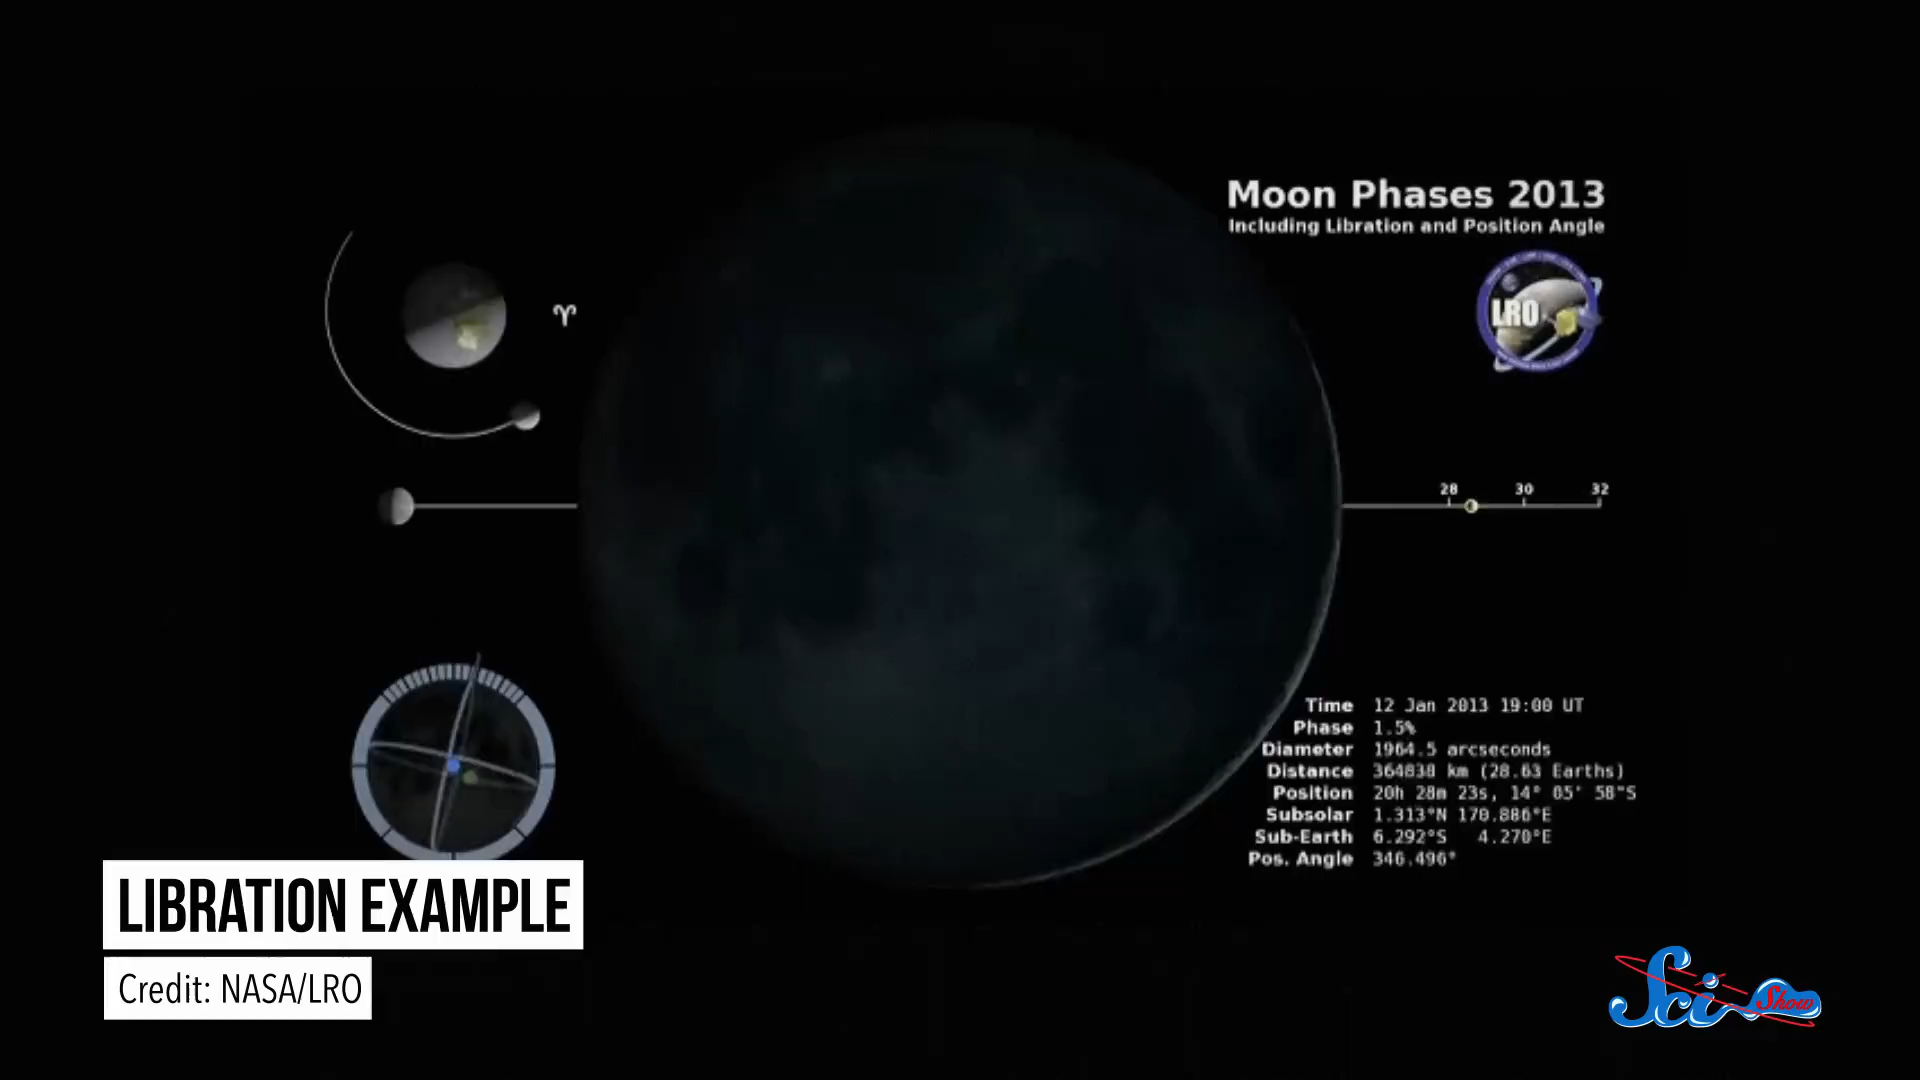 Moon Phases 2013
Including Libration and Position Angle
LRO
♈
28 30 32
Time 12 Jan 2013 19:00 UT
Phase 1.5%
Diameter 1964.5 arcseconds
Distance 364838 km (28.63 Earths)
Position 20h 28m 23s, 14° 05' 58"S
Subsolar 1.313°N 170.886°E
Sub-Earth 6.292°S 4.270°E
Pos. Angle 346.496°
LIBRATION EXAMPLE
Credit: NASA/LRO
Sci Show